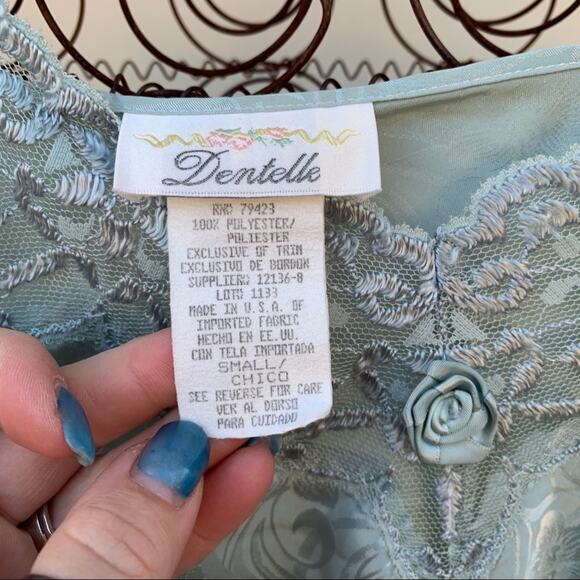 Dentelle
RN# 79423
100% POLYESTER/
POLIESTER
EXCLUSIVE OF TRIM
EXCLUSIVO DE BORDON
SUPPLIER# 12136-8
LOT# 1133
MADE IN U.S.A. OF
IMPORTED FABRIC
HECHO EN EE.UU.
CON TELA IMPORTADA
SMALL/
CHICO
SEE REVERSE FOR CARE
VER AL DORSO
PARA CUIDADO